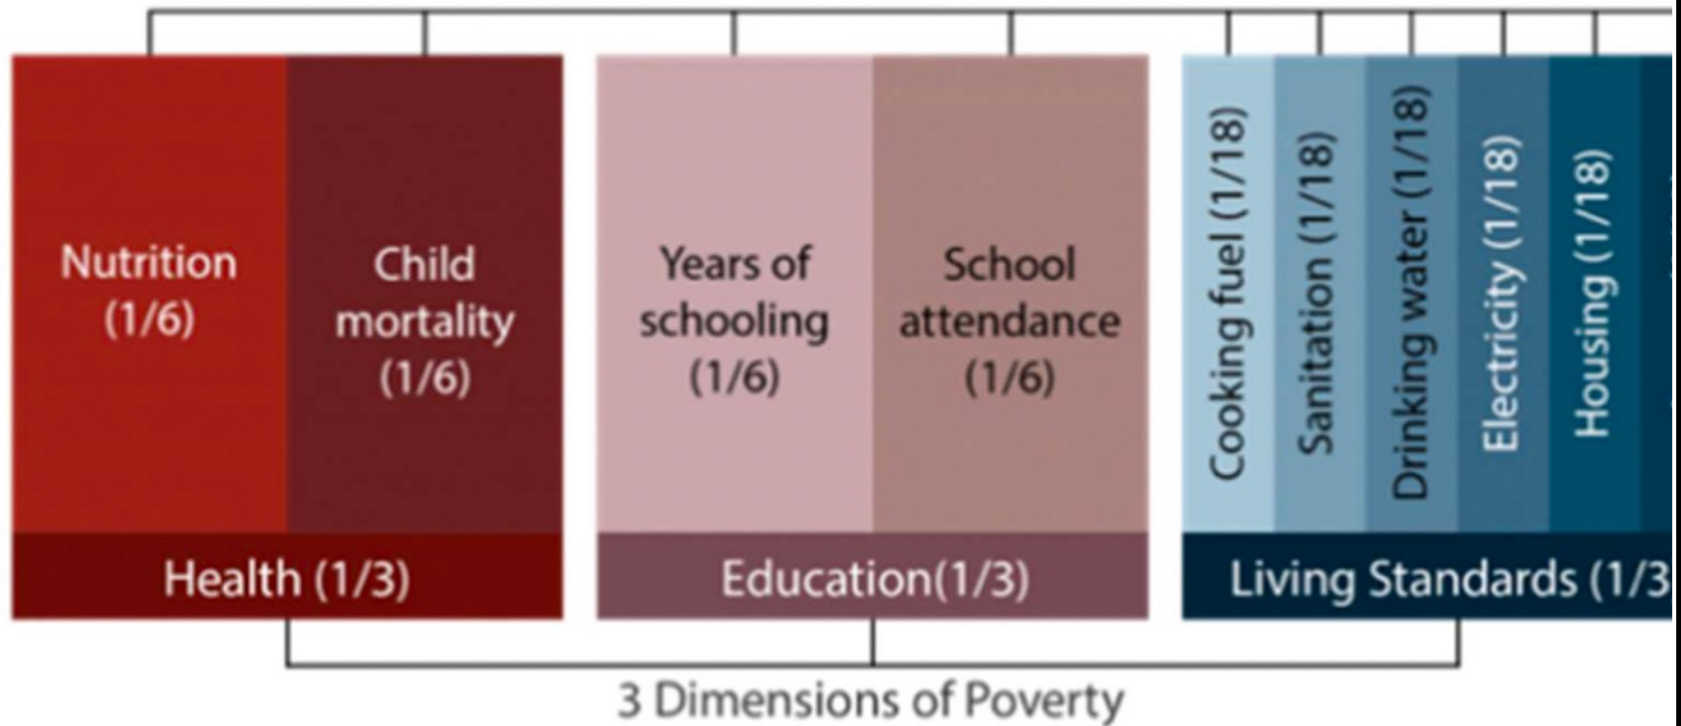 Nutrition
(1/6)
Child
mortality
(1/6)
Health (1/3)
Years of
schooling
(1/6)
School
attendance
(1/6)
Education(1/3)
Cooking fuel (1/18)
Sanitation (1/18)
Drinking water (1/18)
Electricity (1/18)
Housing (1/18)
Living Standards (1/3
3 Dimensions of Poverty